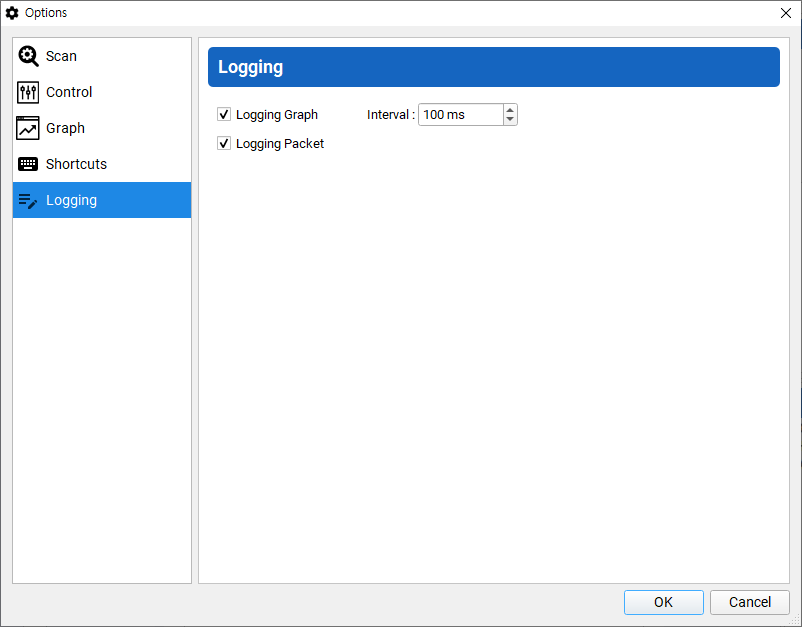 Options
Scan
Control
Graph
Shortcuts
Logging
Logging
Logging Graph Interval : 100 ms
Logging Packet
OK Cancel